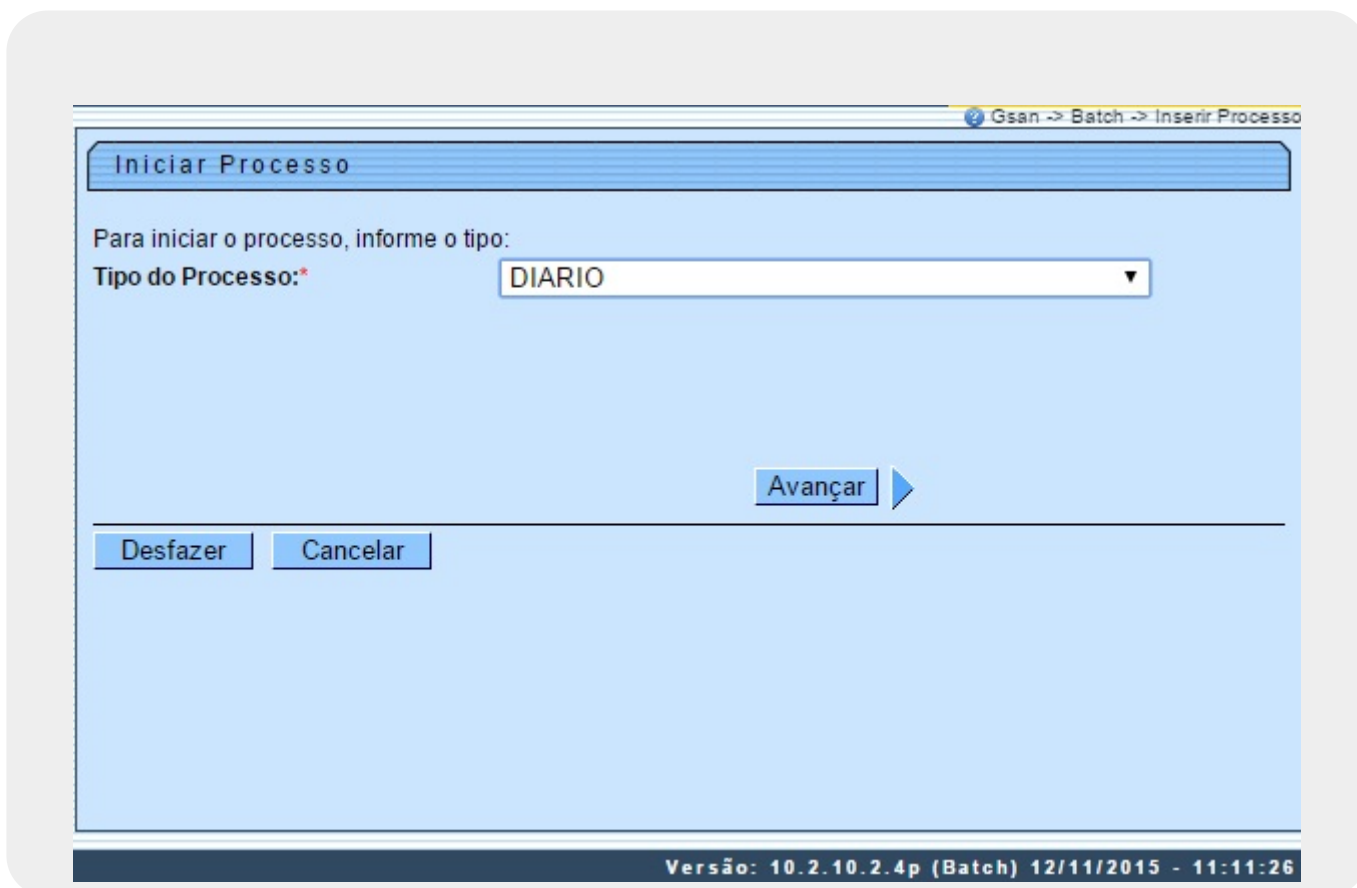 Gsan -> Batch -> Inserir Processo
Iniciar Processo
Para iniciar o processo, informe o tipo:
Tipo do Processo:* DIARIO
Avançar
Desfazer Cancelar
Versão: 10.2.10.2.4p (Batch) 12/11/2015 - 11:11:26